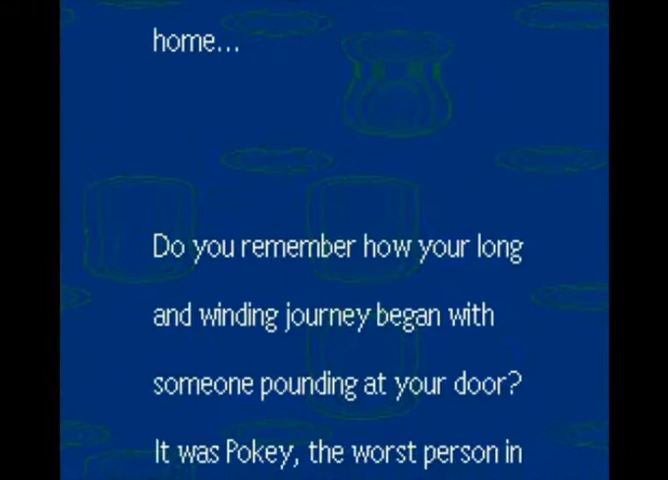 home...
Do you remember how your long
and winding journey began with
someone pounding at your door?
It was Pokey, the worst person in